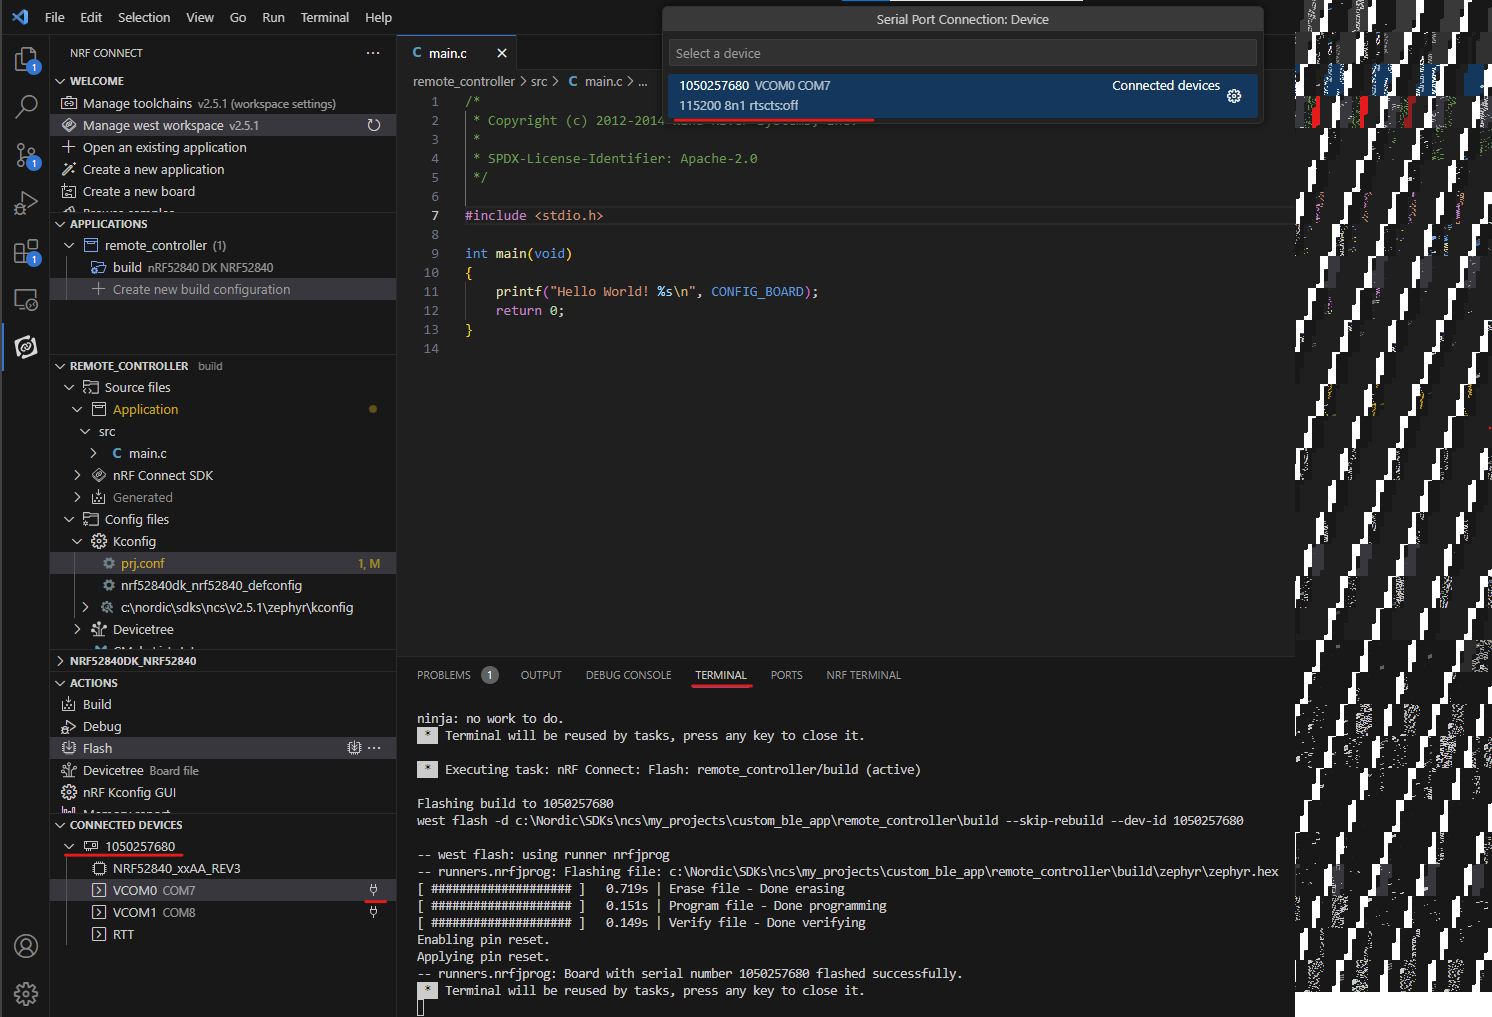 File Edit Selection View Go Run Terminal Help
Serial Port Connection: Device
Select a device
1050257680 VCOM0 COM7 Connected devices
115200 8n1 rtscts:off
NRF CONNECT
WELCOME
Manage toolchains v2.5.1 (workspace settings)
Manage west workspace v2.5.1
Open an existing application
Create a new application
Create a new board
APPLICATIONS
remote_controller (1)
build nRF52840 DK NRF52840
Create new build configuration
REMOTE_CONTROLLER build
Source files
Application
src
C main.c
nRF Connect SDK
Generated
Config files
Kconfig
prj.conf 1, M
nrf52840dk_nrf52840_defconfig
c:\nordic\sdks\ncs\v2.5.1\zephyr\kconfig
Devicetree
NRF52840DK_NRF52840
ACTIONS
Build
Debug
Flash
Devicetree Board file
nRF Kconfig GUI
CONNECTED DEVICES
1050257680
NRF52840_xxAA_REV3
VCOM0 COM7
VCOM1 COM8
RTT
1
1
1
C main.c
remote_controller > src > C main.c > ...
1 /*
2 * Copyright (c) 2012-2014
3 *
4 * SPDX-License-Identifier: Apache-2.0
5 */
6
7 #include <stdio.h>
8
9 int main(void)
10 {
11 printf("Hello World! %s\n", CONFIG_BOARD);
12 return 0;
13 }
14
PROBLEMS 1 OUTPUT DEBUG CONSOLE TERMINAL PORTS NRF TERMINAL
ninja: no work to do.
* Terminal will be reused by tasks, press any key to close it.
* Executing task: nRF Connect: Flash: remote_controller/build (active)
Flashing build to 1050257680
west flash -d c:\Nordic\SDKs\ncs\my_projects\custom_ble_app\remote_controller\build --skip-rebuild --dev-id 1050257680
-- west flash: using runner nrfjprog
-- runners.nrfjprog: Flashing file: c:\Nordic\SDKs\ncs\my_projects\custom_ble_app\remote_controller\build\zephyr\zephyr.hex
[ #################### ] 0.719s | Erase file - Done erasing
[ #################### ] 0.151s | Program file - Done programming
[ #################### ] 0.149s | Verify file - Done verifying
Enabling pin reset.
Applying pin reset.
-- runners.nrfjprog: Board with serial number 1050257680 flashed successfully.
* Terminal will be reused by tasks, press any key to close it.